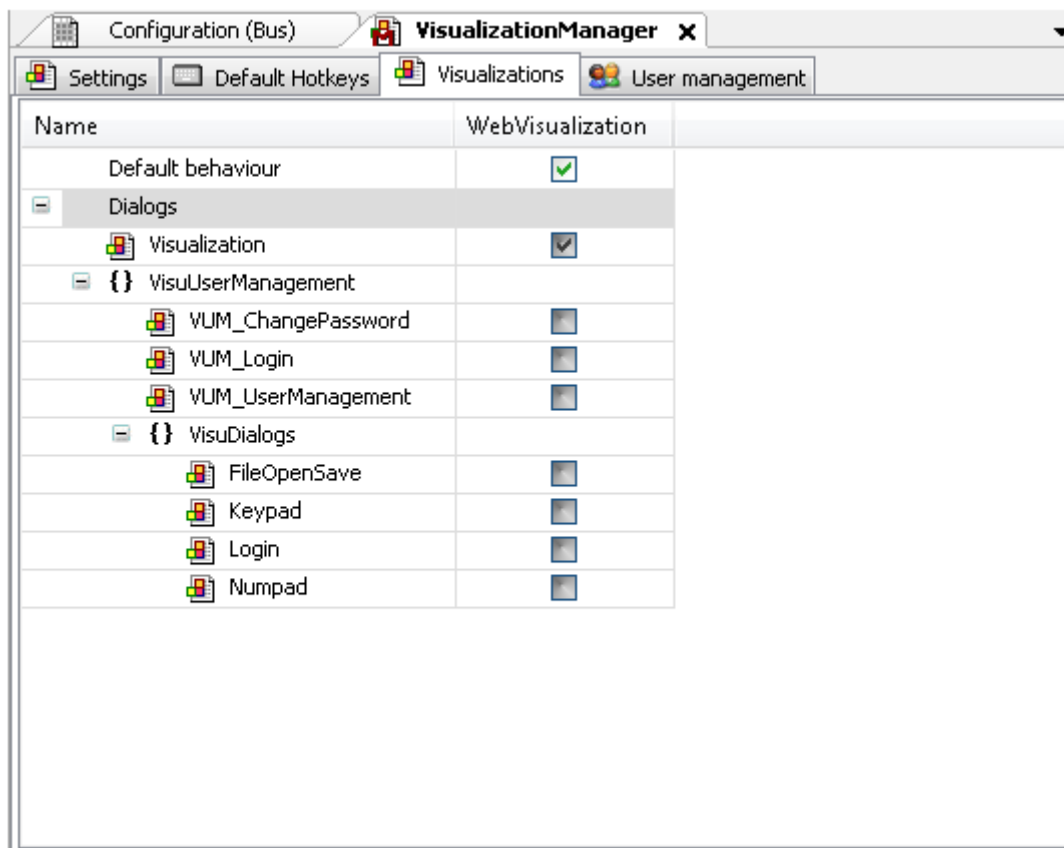 Configuration (Bus) VisualizationManager
Settings Default Hotkeys Visualizations User management
Name WebVisualization
Default behaviour
Dialogs
Visualization
{} VisuUserManagement
VUM_ChangePassword
VUM_Login
VUM_UserManagement
{} VisuDialogs
FileOpenSave
Keypad
Login
Numpad